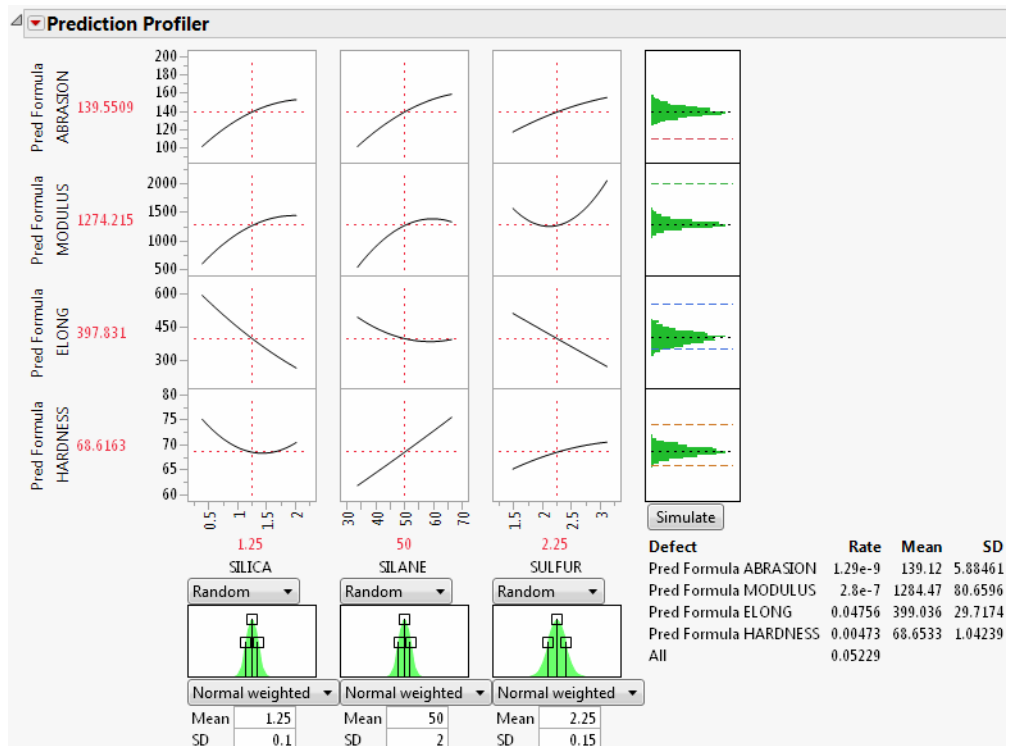 Prediction Profiler
Pred Formula
ABRASION
139.5509
200
180
160
140
120
100
Pred Formula
MODULUS
1274.215
2000
1500
1000
500
Pred Formula
ELONG
397.831
600
450
300
Pred Formula
HARDNESS
68.6163
80
75
70
65
60
0.5 1 1.5 2
30 40 50 60 70
1.5 2 2.5 3
1.25 50 2.25
SILICA SILANE SULFUR
Random Random Random
Normal weighted Normal weighted Normal weighted
Mean 1.25 Mean 50 Mean 2.25
SD 0.1 SD 2 SD 0.15
Simulate
Defect Rate Mean SD
Pred Formula ABRASION 1.29e-9 139.12 5.88461
Pred Formula MODULUS 2.8e-7 1284.47 80.6596
Pred Formula ELONG 0.04756 399.036 29.7174
Pred Formula HARDNESS 0.00473 68.6533 1.04239
All 0.05229